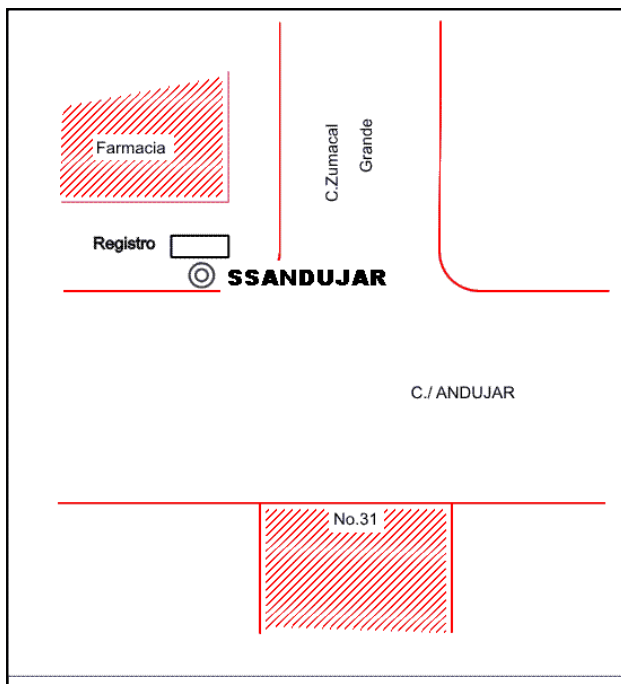 Farmacia
C.Zumacal
Grande
Registro
SSANDUJAR
C./ ANDUJAR
No.31